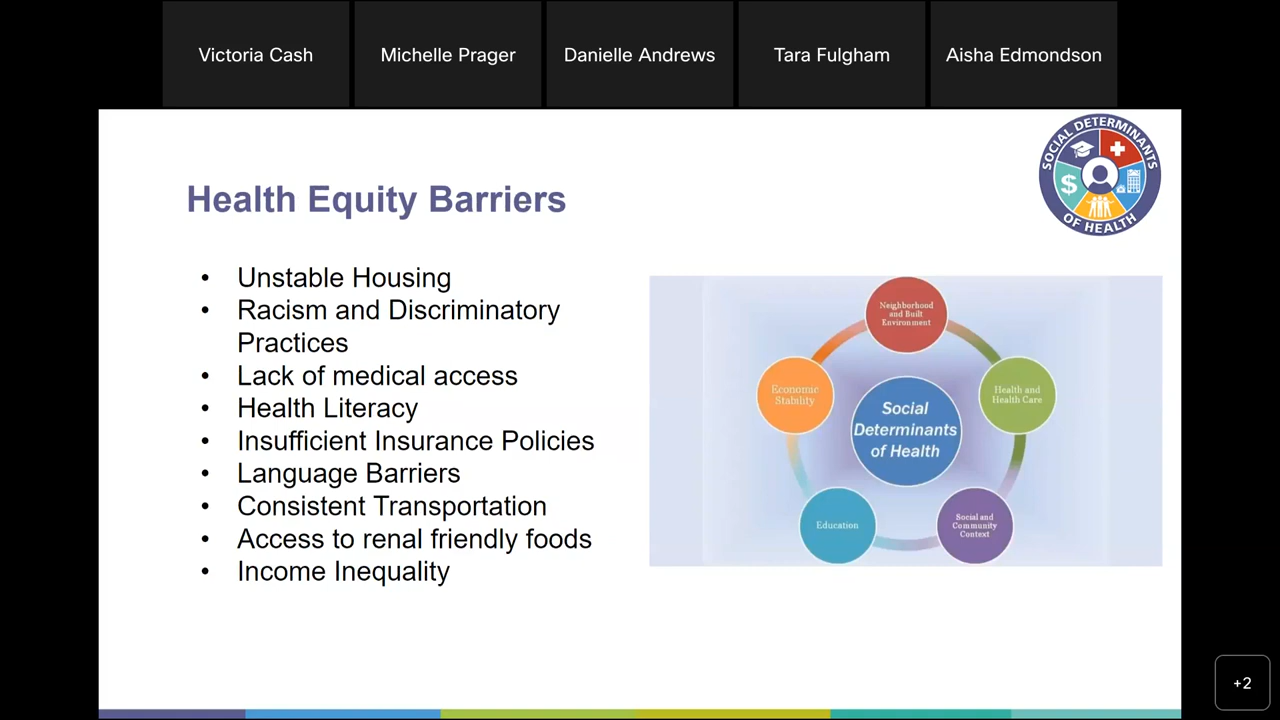 Victoria Cash
Michelle Prager
Danielle Andrews
Tara Fulgham
Aisha Edmondson
SOCIAL DETERMINANTS
OF HEALTH
$
Health Equity Barriers
• Unstable Housing
• Racism and Discriminatory
Practices
• Lack of medical access
• Health Literacy
• Insufficient Insurance Policies
• Language Barriers
• Consistent Transportation
• Access to renal friendly foods
• Income Inequality
Neighborhood
and Built
Environment
Economic
Stability
Health and
Health Care
Social
Determinants
of Health
Education
Social and
Community
Context
+2